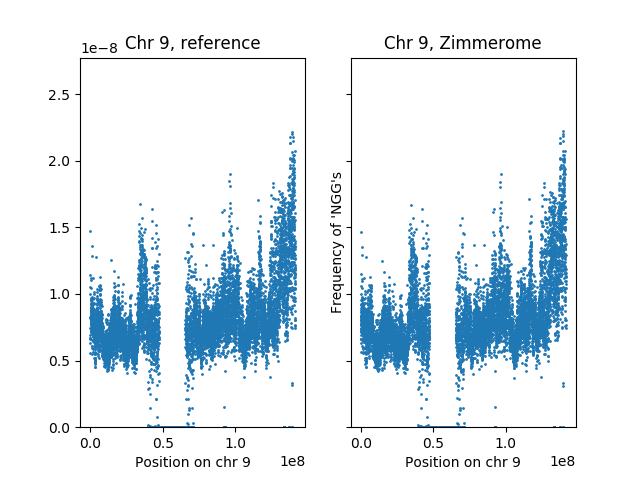 Chr 9, reference
Chr 9, Zimmerome
1e−8
2.5
2.0
1.5
1.0
0.5
0.0
Frequency of 'NGG's
0.0 0.5 1.0
0.0 0.5 1.0
1e8
1e8
Position on chr 9
Position on chr 9